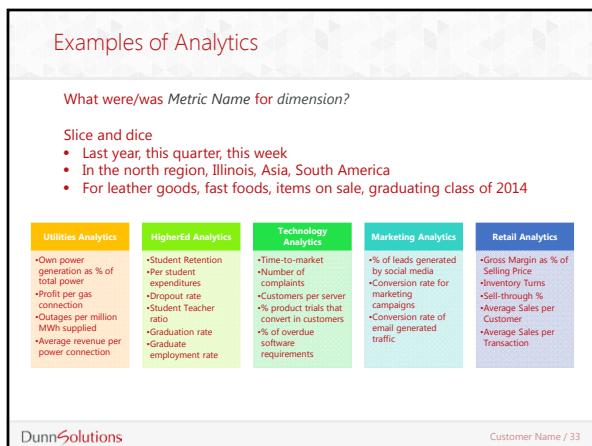 Examples of Analytics
What were/was Metric Name for dimension?
Slice and dice
• Last year, this quarter, this week
• In the north region, Illinois, Asia, South America
• For leather goods, fast foods, items on sale, graduating class of 2014
Utilities Analytics
•Own power
generation as % of
total power
•Profit per gas
connection
•Outages per million
MWh supplied
•Average revenue per
power connection
HigherEd Analytics
•Student Retention
•Per student
expenditures
•Dropout rate
•Student Teacher
ratio
•Graduation rate
•Graduate
employment rate
Technology
Analytics
•Time-to-market
•Number of
complaints
•Customers per server
•% product trials that
convert in customers
•% of overdue
software
requirements
Marketing Analytics
•% of leads generated
by social media
•Conversion rate for
marketing
campaigns
•Conversion rate of
email generated
traffic
Retail Analytics
•Gross Margin as % of
Selling Price
•Inventory Turns
•Sell-through %
•Average Sales per
Customer
•Average Sales per
Transaction
DunnSolutions
Customer Name / 33